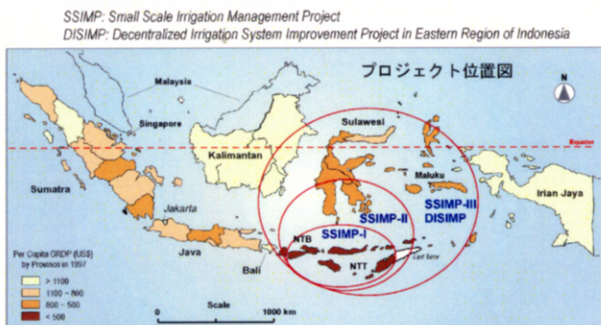 SSIMP: Small Scale Irrigation Management Project
DISIMP: Decentralized Irrigation System Improvement Project in Eastern Region of Indonesia
プロジェクト位置図
N
Malaysia
Singapore
Sulawesi
Equator
Kalimantan
Maluku
Sumatra
SSIMP-III
DISIMP
Irian Jaya
Jakarta
SSIMP-II
SSIMP-I
NTB
Java
Bali
NTT
East Timor
Per Capita GRDP (US$)
by Province in 1997
> 1100
1100 - 800
800 - 500
< 500
Scale
0
1000 km